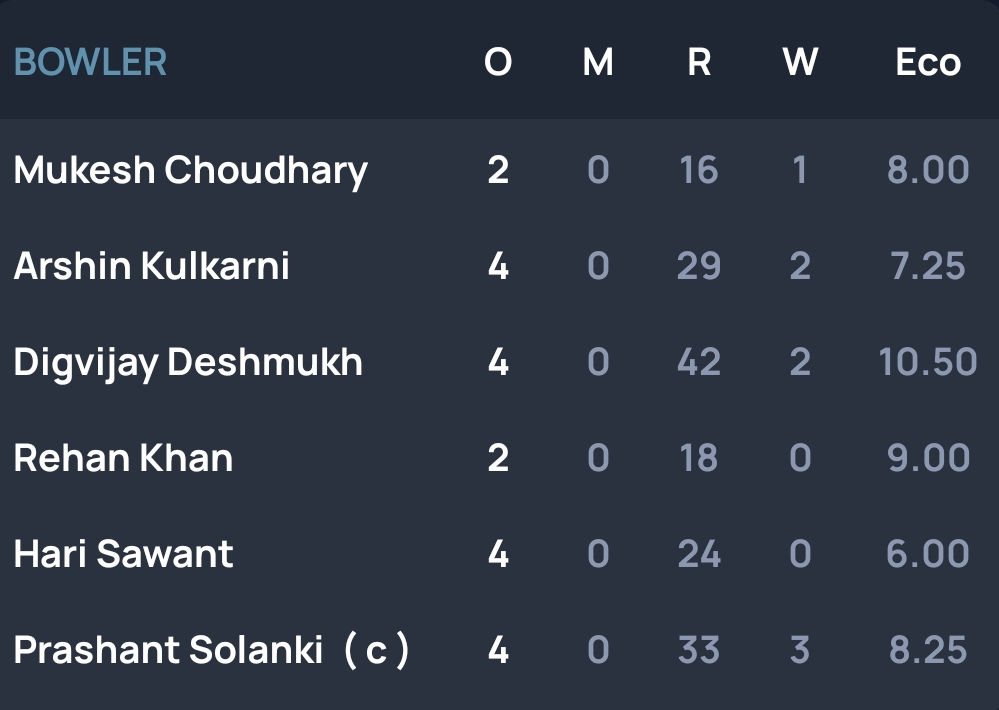 BOWLER O M R W Eco
Mukesh Choudhary 2 0 16 1 8.00
Arshin Kulkarni 4 0 29 2 7.25
Digvijay Deshmukh 4 0 42 2 10.50
Rehan Khan 2 0 18 0 9.00
Hari Sawant 4 0 24 0 6.00
Prashant Solanki ( c ) 4 0 33 3 8.25